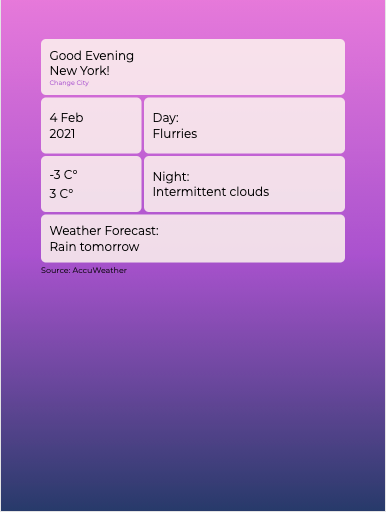 Good Evening
New York!
Change City
4 Feb
2021
Day:
Flurries
-3 C°
3 C°
Night:
Intermittent clouds
Weather Forecast:
Rain tomorrow
Source: AccuWeather